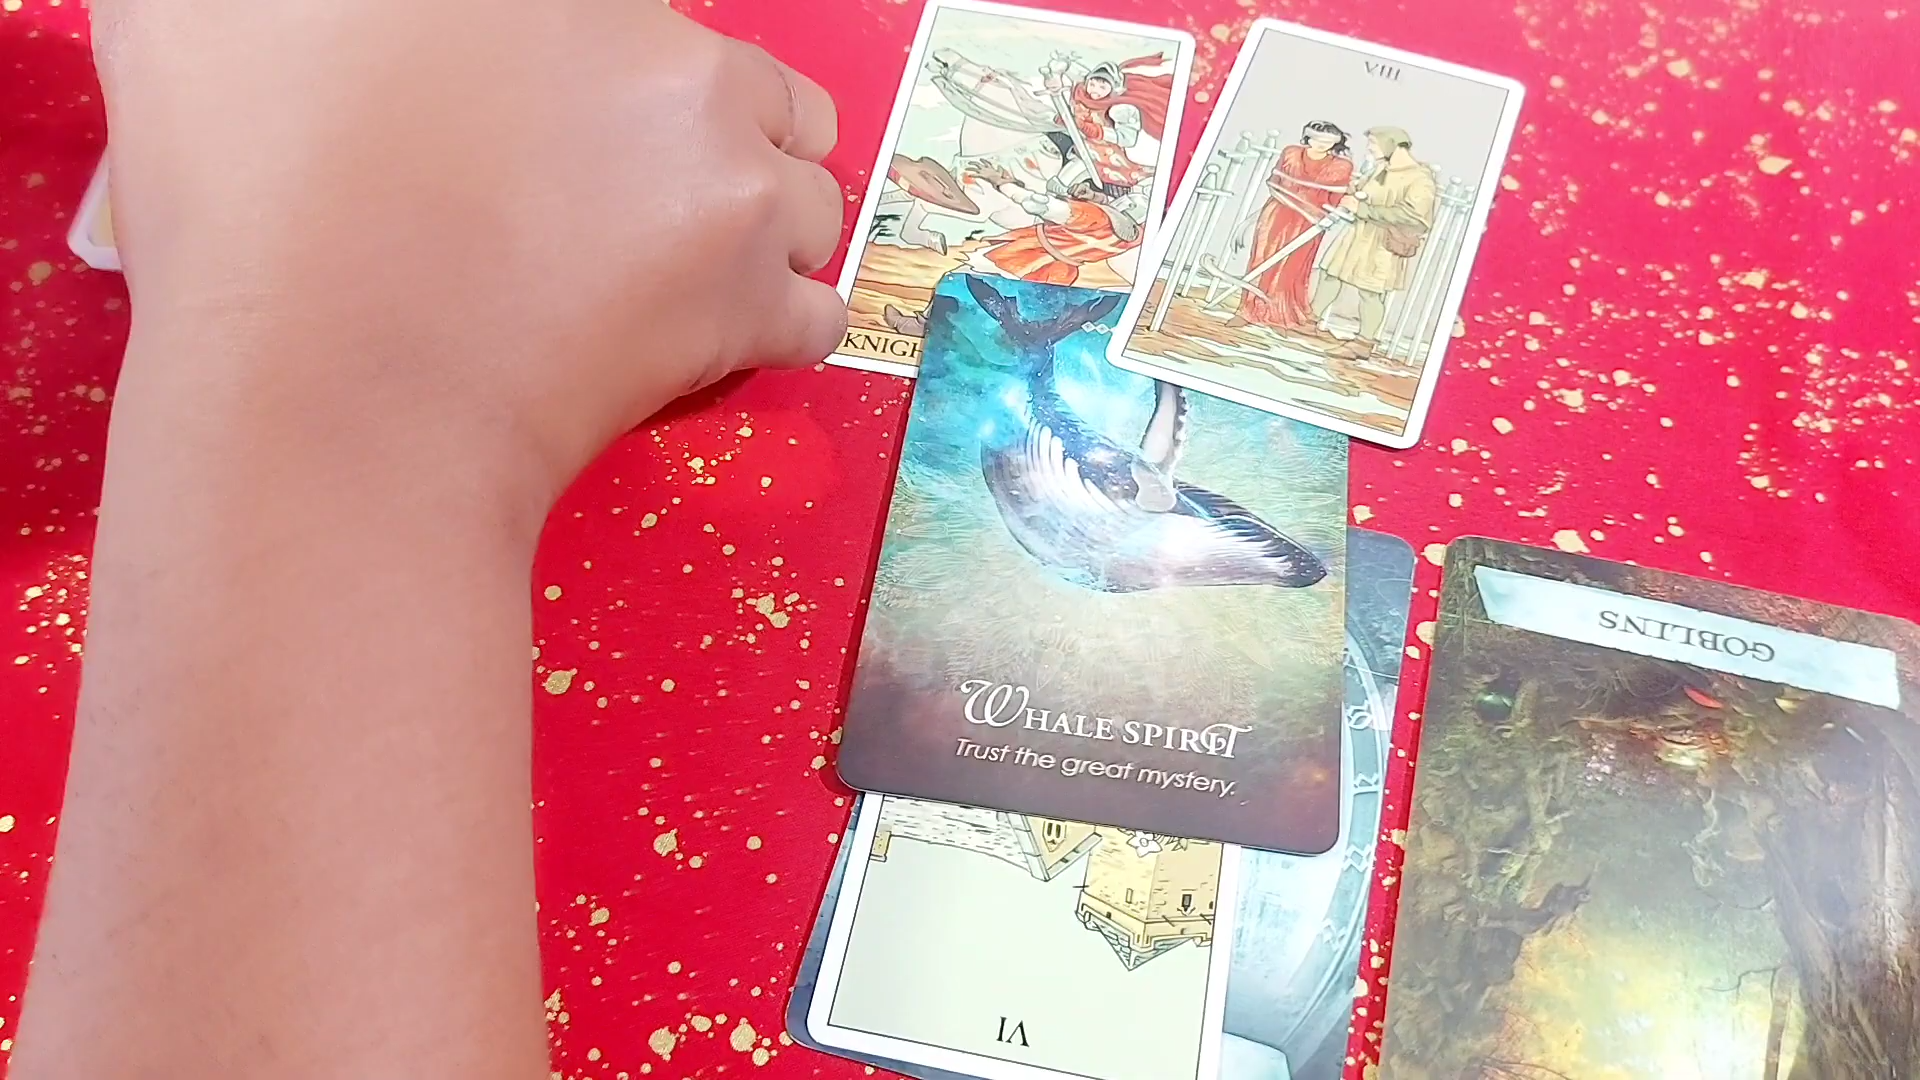 VIII
KNIGH
GOBLINS
WHALE SPIRIT
Trust the great mystery.
VI